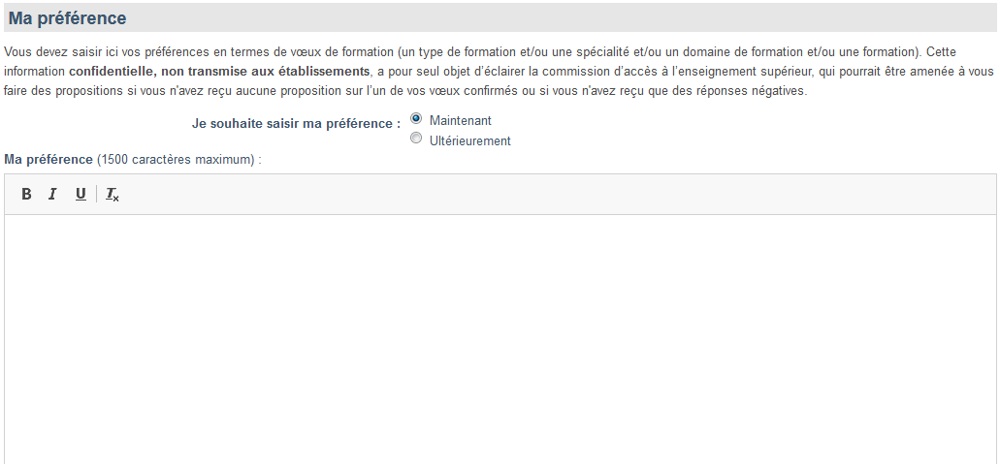 Ma préférence
Vous devez saisir ici vos préférences en termes de vœux de formation (un type de formation et/ou une spécialité et/ou un domaine de formation et/ou une formation). Cette
information confidentielle, non transmise aux établissements, a pour seul objet d'éclairer la commission d'accès à l'enseignement supérieur, qui pourrait être amenée à vous
faire des propositions si vous n'avez reçu aucune proposition sur l'un de vos vœux confirmés ou si vous n'avez reçu que des réponses négatives.
Je souhaite saisir ma préférence : Maintenant
Ultérieurement
Ma préférence (1500 caractères maximum) :
B I U Tx